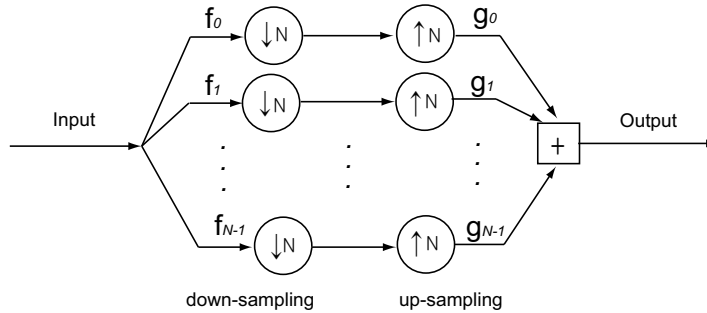 f0 ↓N ↑N g0
f1 ↓N ↑N g1
Input
Output
+
. . .
. . .
. . .
fN-1 ↓N ↑N gN-1
down-sampling up-sampling